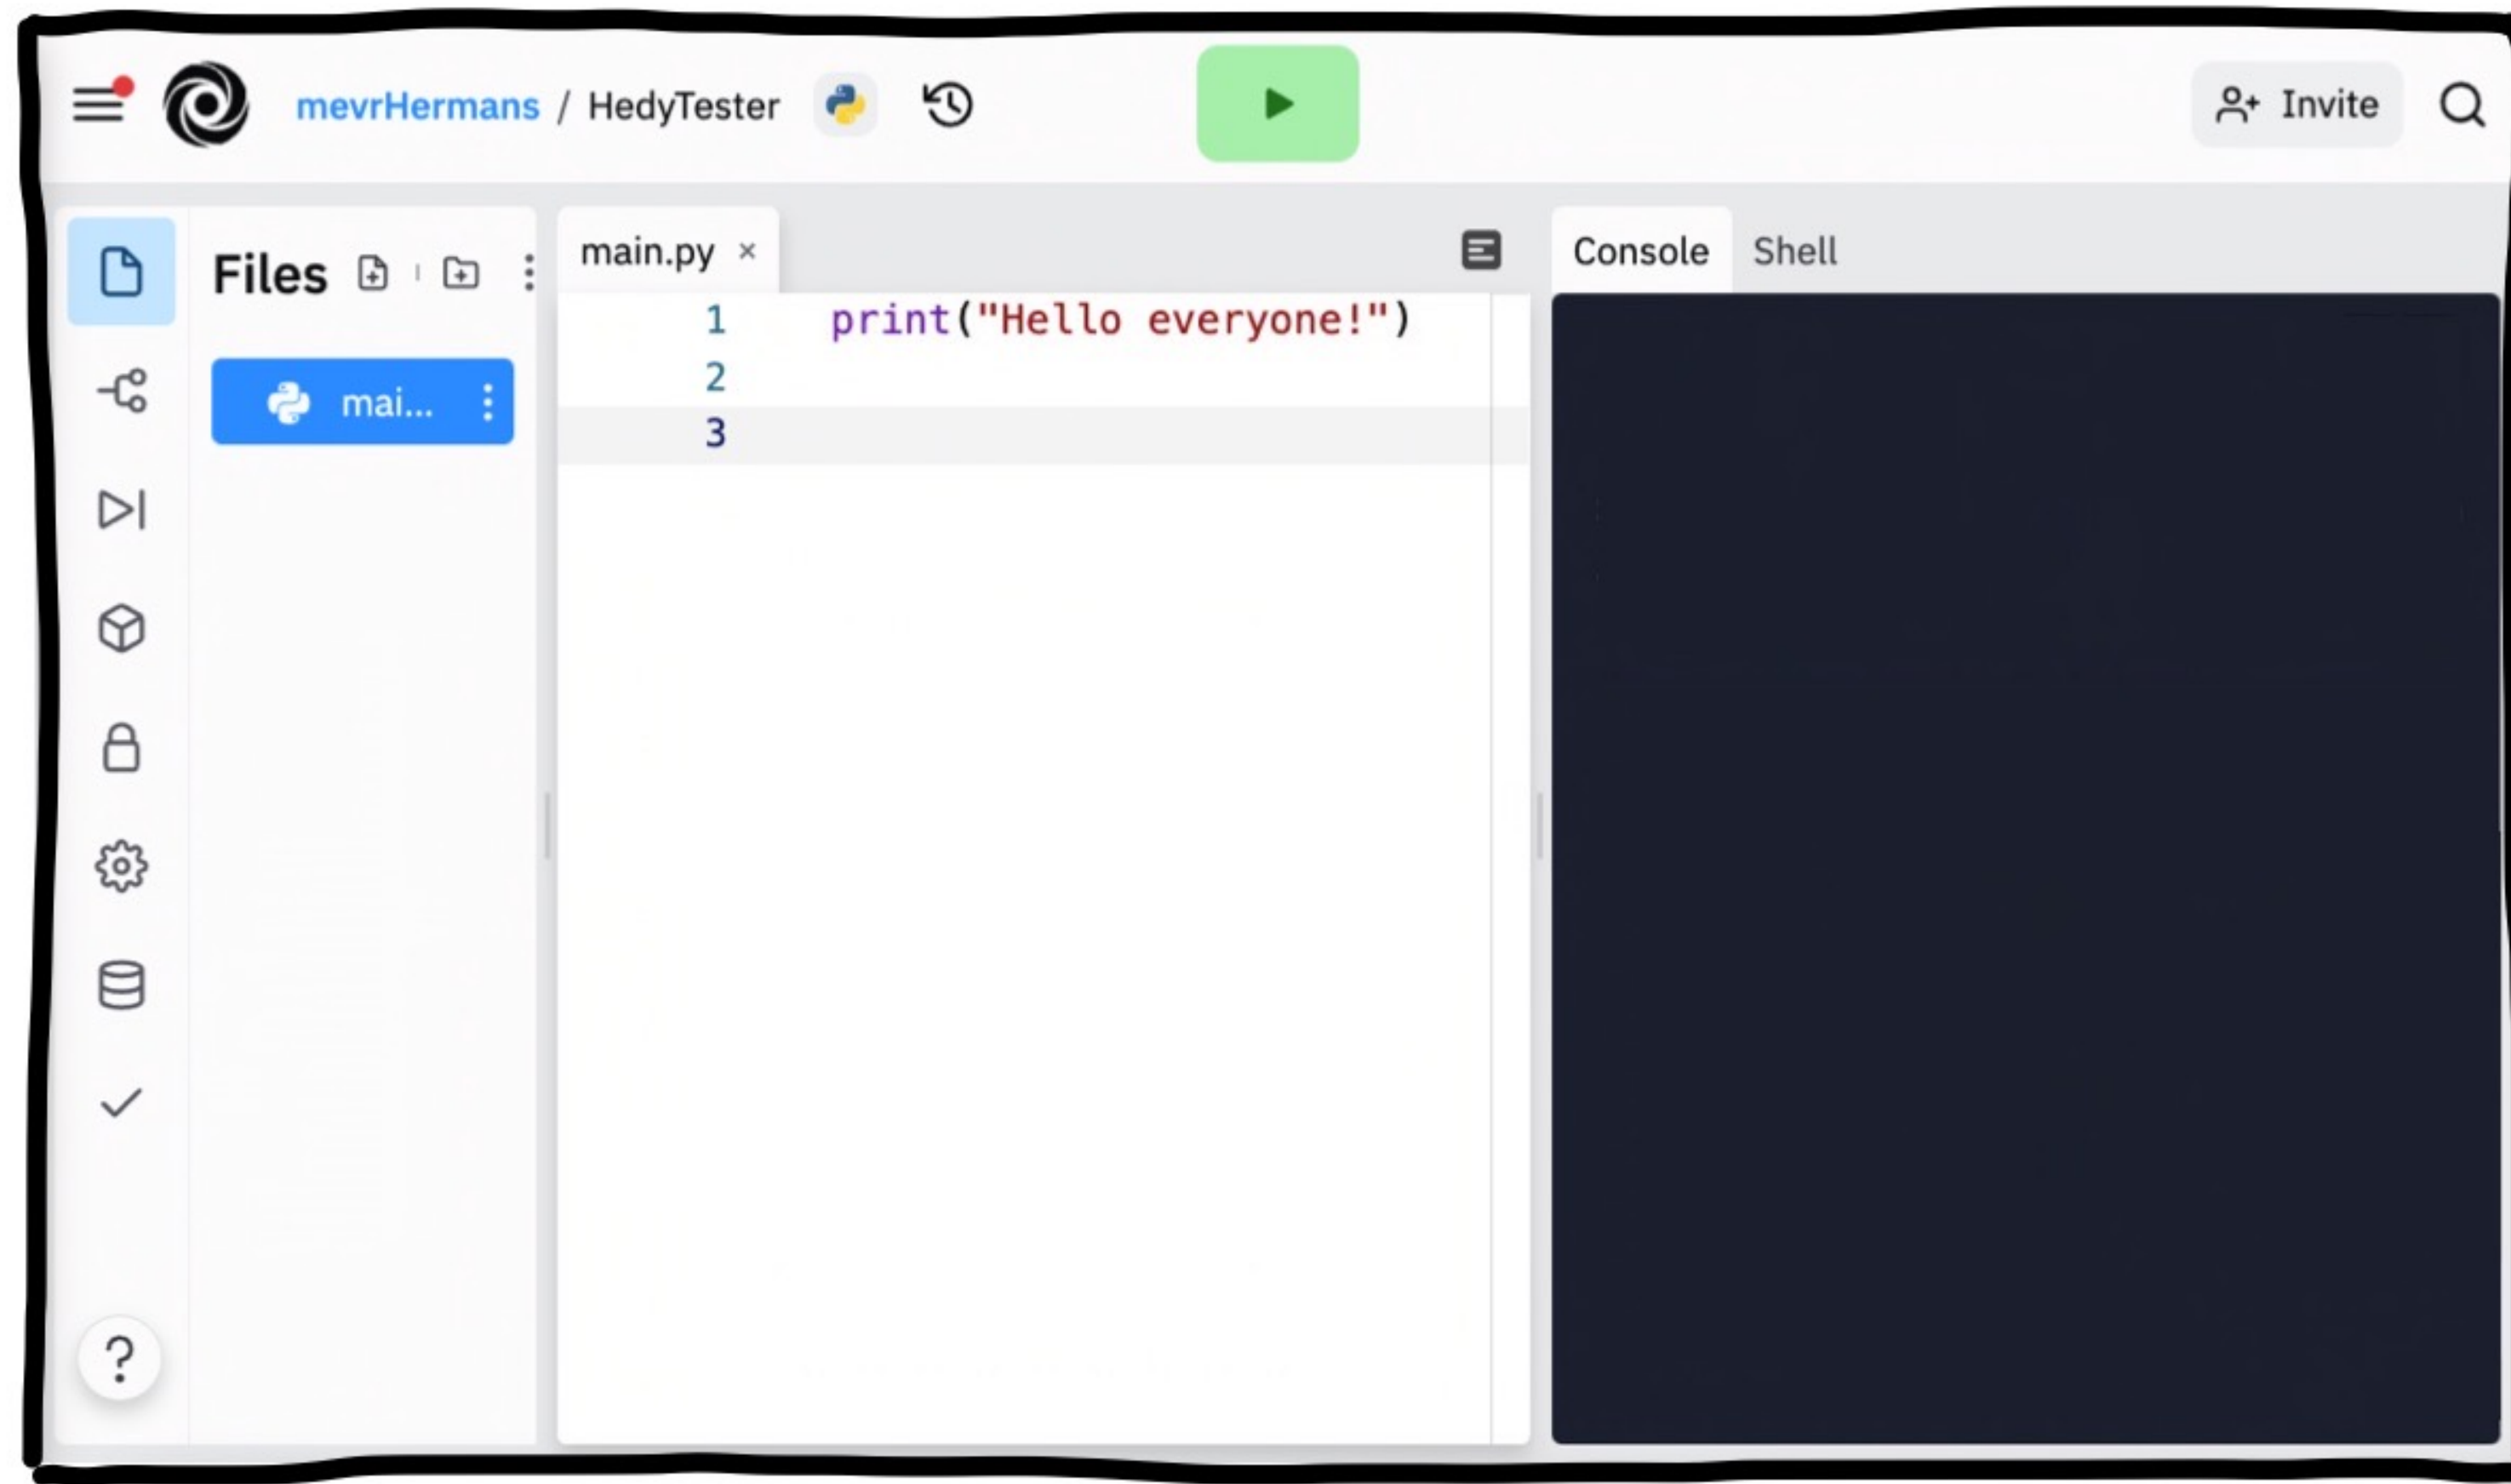 mevrHermans / HedyTester
Invite
Files
mai...
main.py ×
1 print("Hello everyone!")
2
3
Console Shell
?